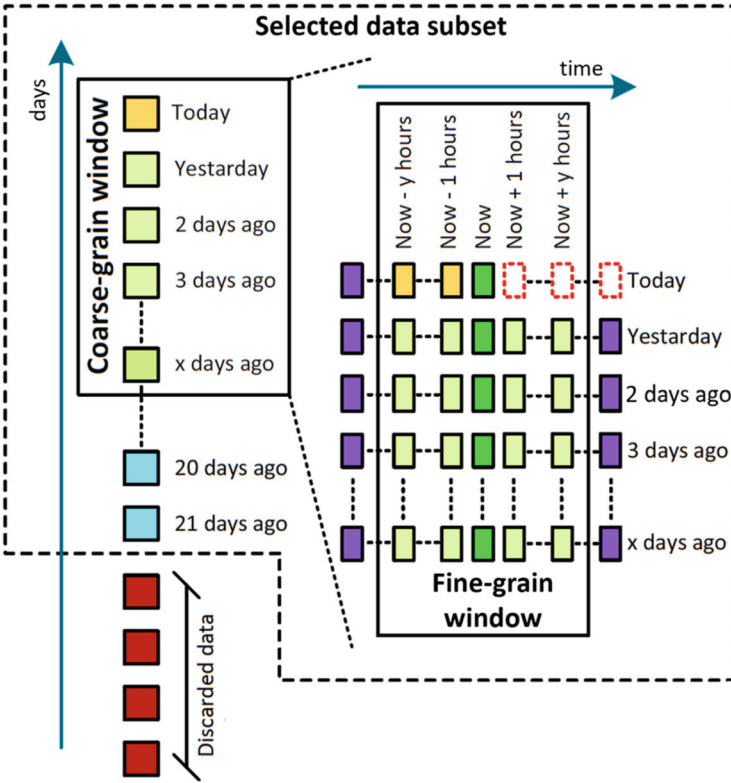 Selected data subset
days
Coarse-grain window
Today
Yestarday
2 days ago
3 days ago
x days ago
20 days ago
21 days ago
Discarded data
time
Now - y hours
Now - 1 hours
Now
Now + 1 hours
Now + y hours
Today
Yestarday
2 days ago
3 days ago
x days ago
Fine-grain
window